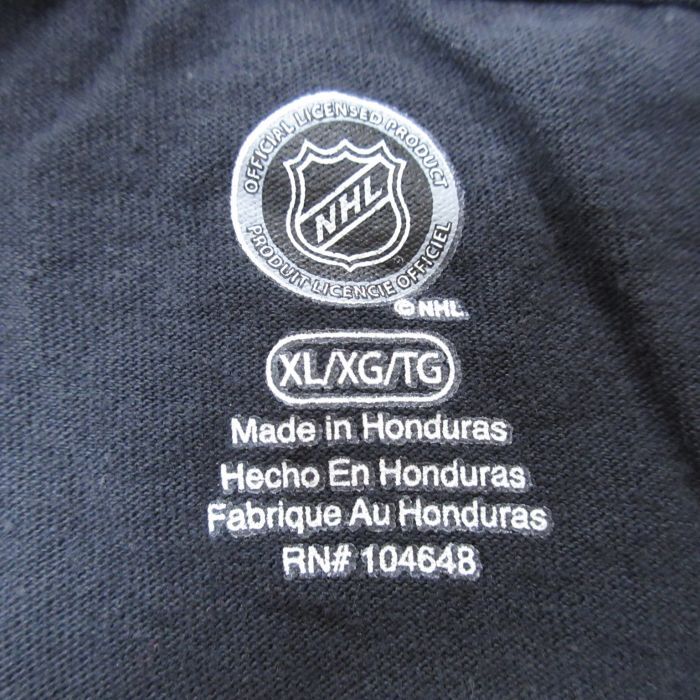 OFFICIAL LICENSED PRODUCT
NHL
PRODUIT LICENCIE OFFICIEL
© NHL.
XL/XG/TG
Made in Honduras
Hecho En Honduras
Fabrique Au Honduras
RN# 104648